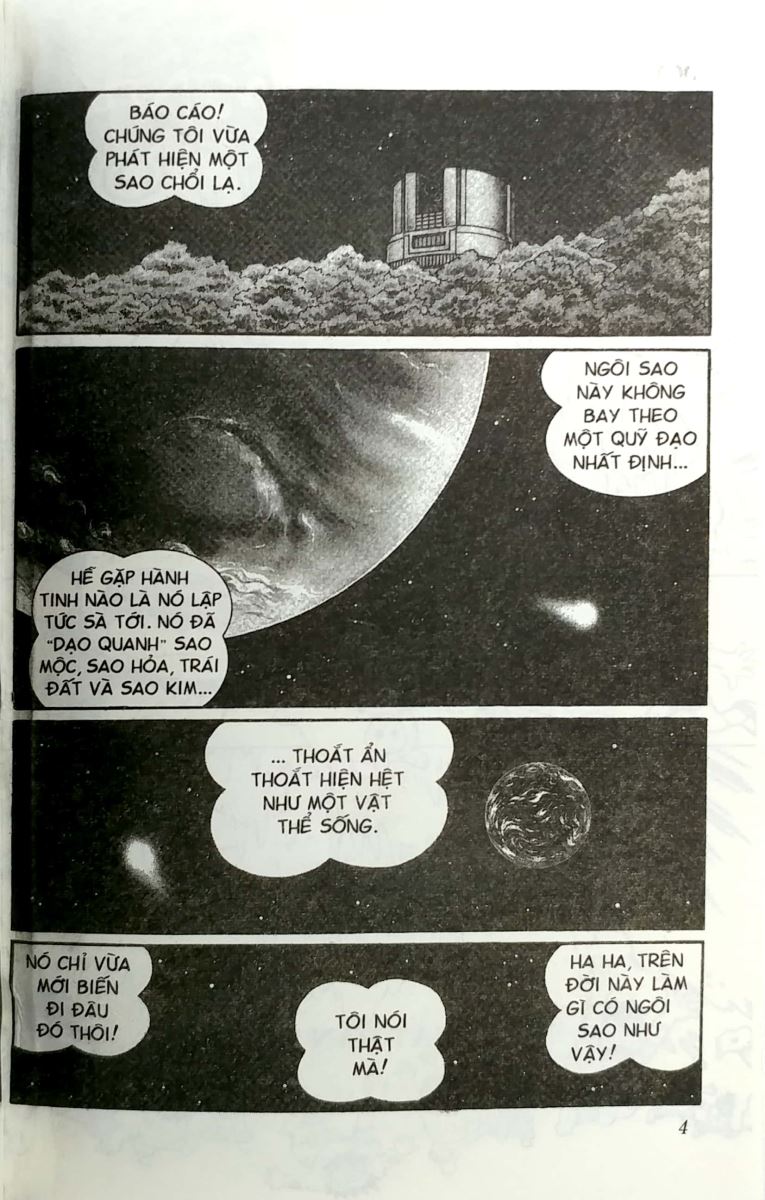 BÁO CÁO!
CHÚNG TÔI VỪA
PHÁT HIỆN MỘT
SAO CHỔI LẠ.
NGÔI SAO
NÀY KHÔNG
BAY THEO
MỘT QUỸ ĐẠO
NHẤT ĐỊNH...
HỄ GẶP HÀNH
TINH NÀO LÀ NÓ LẬP
TỨC SÀ TỚI. NÓ ĐÃ
“DẠO QUANH” SAO
MỘC, SAO HỎA, TRÁI
ĐẤT VÀ SAO KIM...
... THOẮT ẨN
THOẮT HIỆN HỆT
NHƯ MỘT VẬT
THỂ SỐNG.
HA HA, TRÊN
ĐỜI NÀY LÀM
GÌ CÓ NGÔI
SAO NHƯ
VẬY!
TÔI NÓI
THẬT
MÀ!
NÓ CHỈ VỪA
MỚI BIẾN
ĐI ĐÂU
ĐÓ THÔI!
4